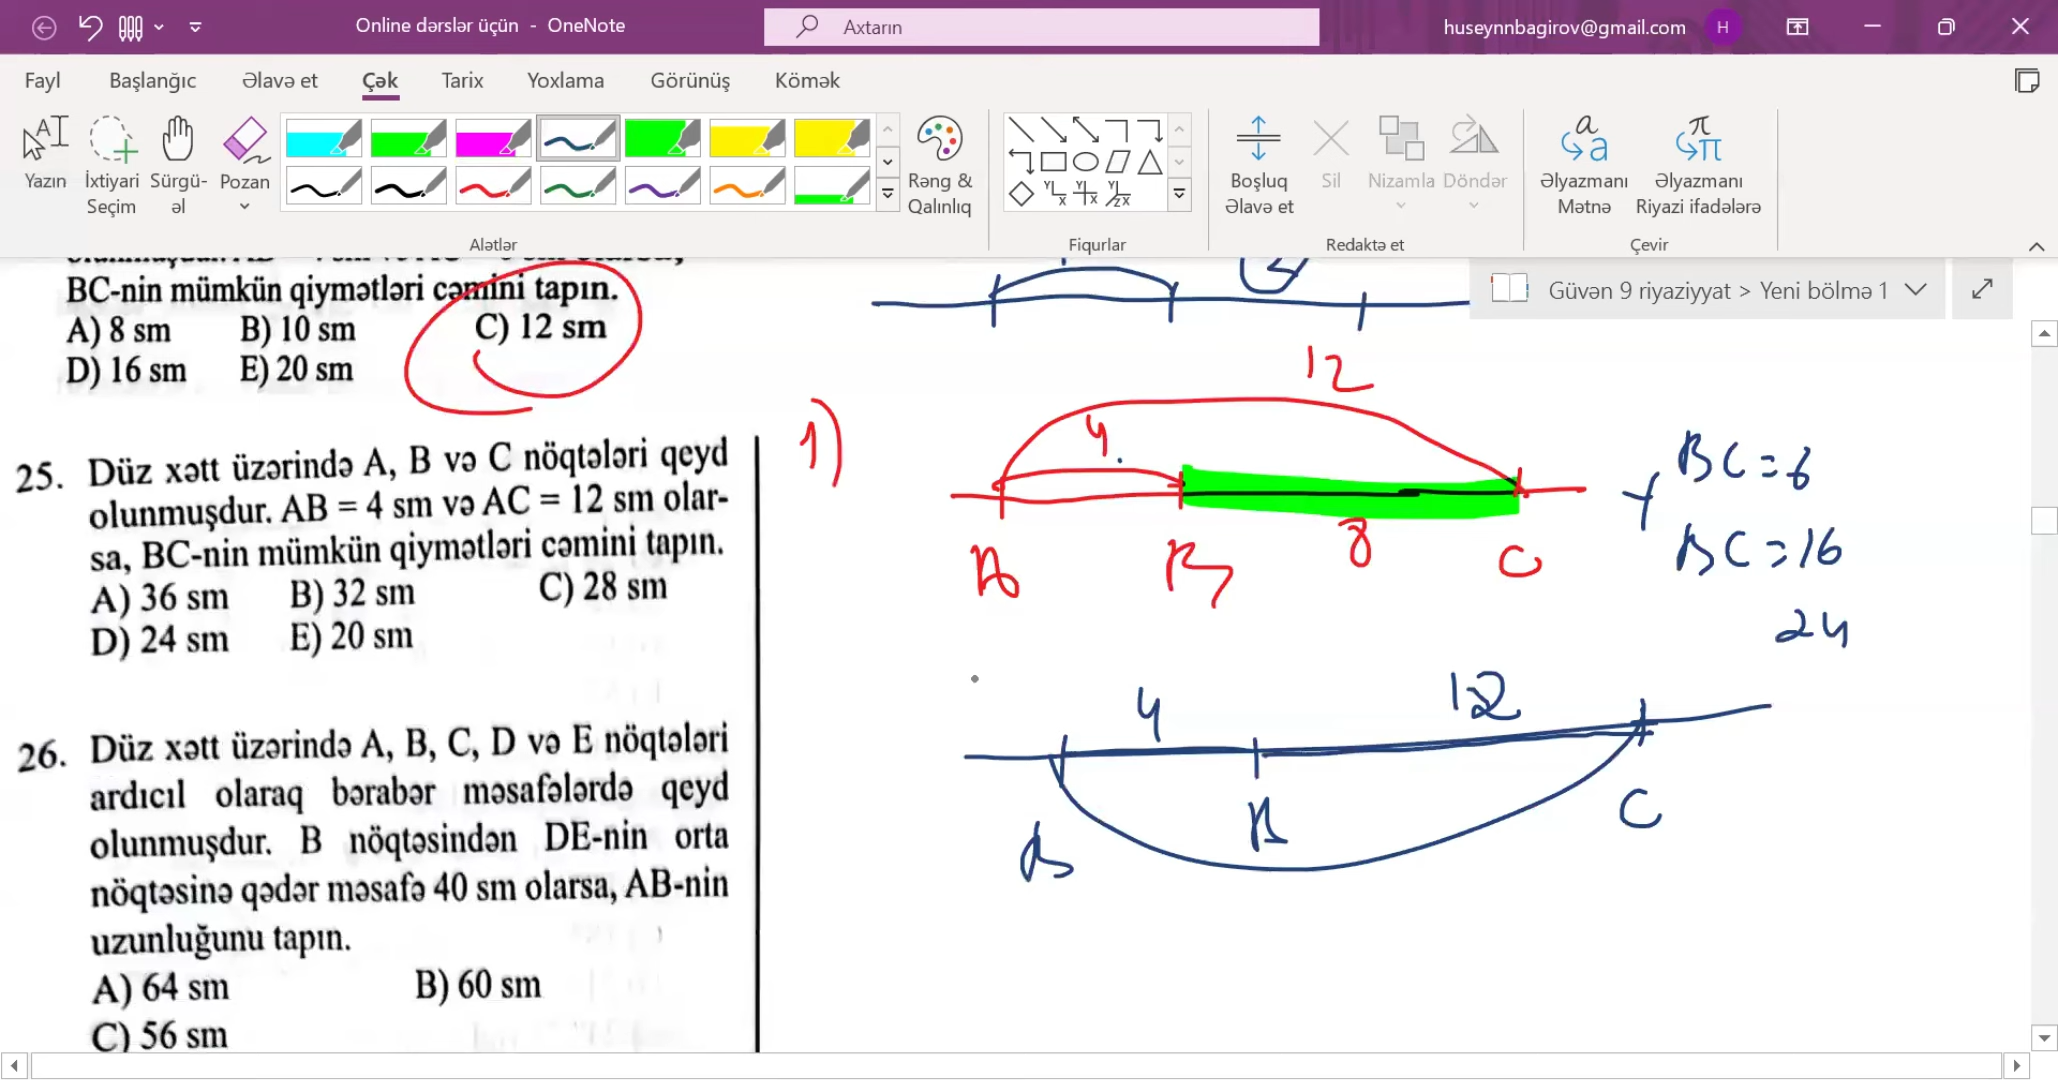 Online dərslər üçün - OneNote
Axtarın
huseynnbagirov@gmail.com
H
Fayl Başlanğıc Əlavə et Çək Tarix Yoxlama Görünüş Kömək
Yazın
İxtiyari Seçim
Sürgü-əl
Pozan
Rəng & Qalınlıq
Boşluq Əlavə et
Sil
Nizamla
Döndər
Əlyazmanı Mətnə
Əlyazmanı Riyazi ifadələrə
Alətlər
Fiqurlar
Redaktə et
Çevir
Güvən 9 riyaziyyat > Yeni bölmə 1
BC-nin mümkün qiymətləri cəmini tapın.
A) 8 sm B) 10 sm C) 12 sm
D) 16 sm E) 20 sm
25. Düz xətt üzərində A, B və C nöqtələri qeyd
olunmuşdur. AB = 4 sm və AC = 12 sm olar-
sa, BC-nin mümkün qiymətləri cəmini tapın.
A) 36 sm B) 32 sm C) 28 sm
D) 24 sm E) 20 sm
26. Düz xətt üzərində A, B, C, D və E nöqtələri
ardıcıl olaraq bərabər məsafələrdə qeyd
olunmuşdur. B nöqtəsindən DE-nin orta
nöqtəsinə qədər məsafə 40 sm olarsa, AB-nin
uzunluğunu tapın.
A) 64 sm B) 60 sm
C) 56 sm
1)
12
4
8
A B C
BC = 8
BC = 16
24
4 12
A B C